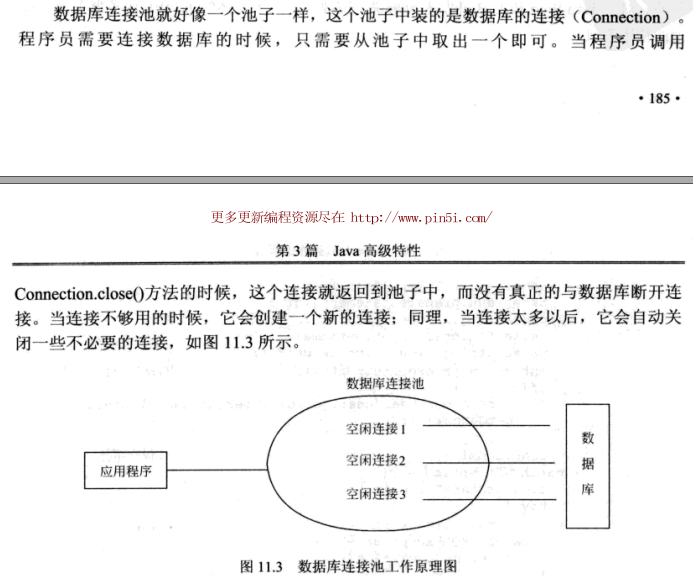 数据库连接池就好像一个池子一样，这个池子中装的是数据库的连接（Connection）。
程序员需要连接数据库的时候，只需要从池子中取出一个即可。当程序员调用
·185·
更多更新编程资源尽在 http://www.pin5i.com/
第3篇 Java 高级特性
Connection.close()方法的时候，这个连接就返回到池子中，而没有真正的与数据库断开连
接。当连接不够用的时候，它会创建一个新的连接；同理，当连接太多以后，它会自动关
闭一些不必要的连接，如图 11.3 所示。
数据库连接池
空闲连接1
空闲连接2
空闲连接3
应用程序
数据库
图 11.3 数据库连接池工作原理图